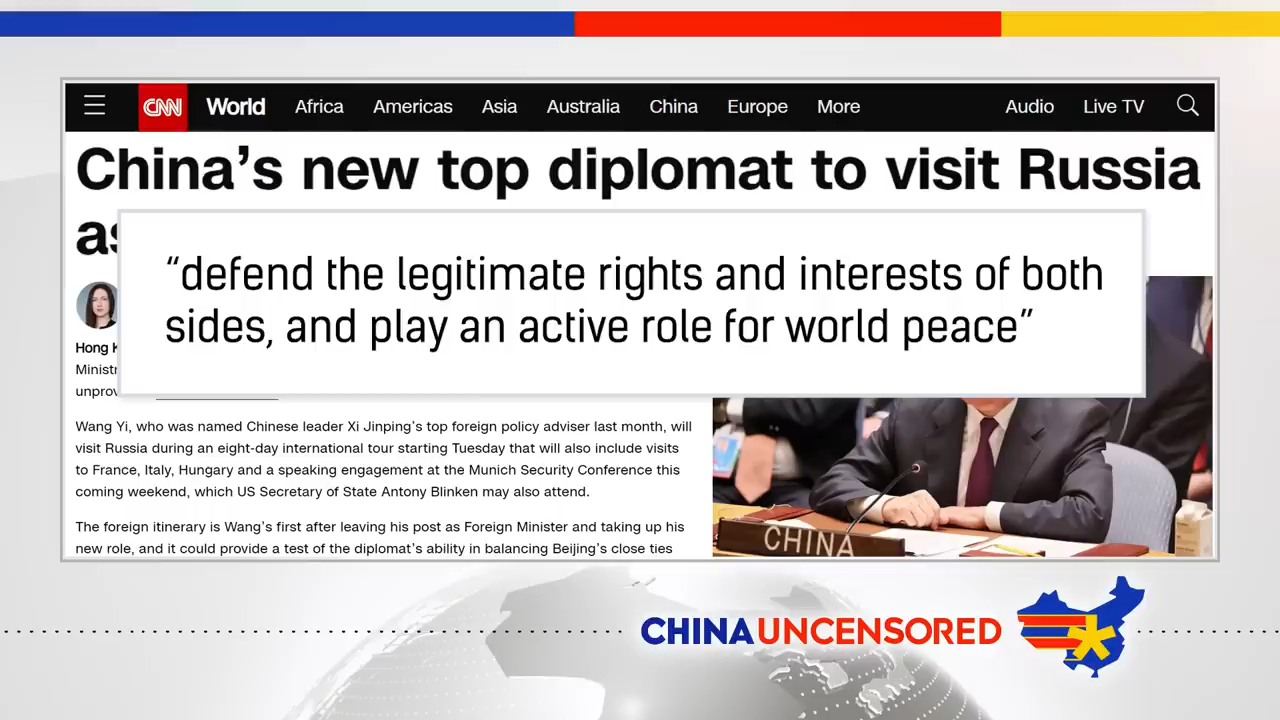 CNN World Africa Americas Asia Australia China Europe More Audio Live TV
China's new top diplomat to visit Russia
as
“defend the legitimate rights and interests of both
sides, and play an active role for world peace”
Hong K
Ministr
unprov
Wang Yi, who was named Chinese leader Xi Jinping's top foreign policy adviser last month, will
visit Russia during an eight-day international tour starting Tuesday that will also include visits
to France, Italy, Hungary and a speaking engagement at the Munich Security Conference this
coming weekend, which US Secretary of State Antony Blinken may also attend.
The foreign itinerary is Wang's first after leaving his post as Foreign Minister and taking up his
new role, and it could provide a test of the diplomat's ability in balancing Beijing's close ties
CHINA
CHINA UNCENSORED